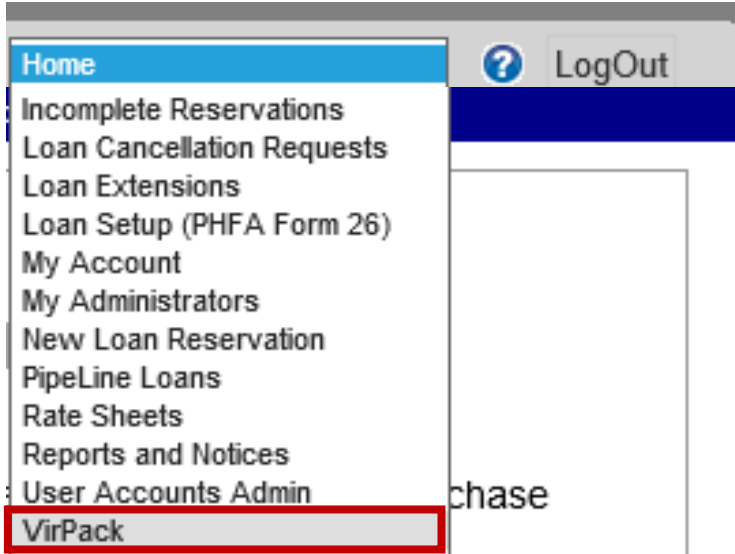 Home
LogOut
Incomplete Reservations
Loan Cancellation Requests
Loan Extensions
Loan Setup (PHFA Form 26)
My Account
My Administrators
New Loan Reservation
PipeLine Loans
Rate Sheets
Reports and Notices
User Accounts Admin
chase
VirPack